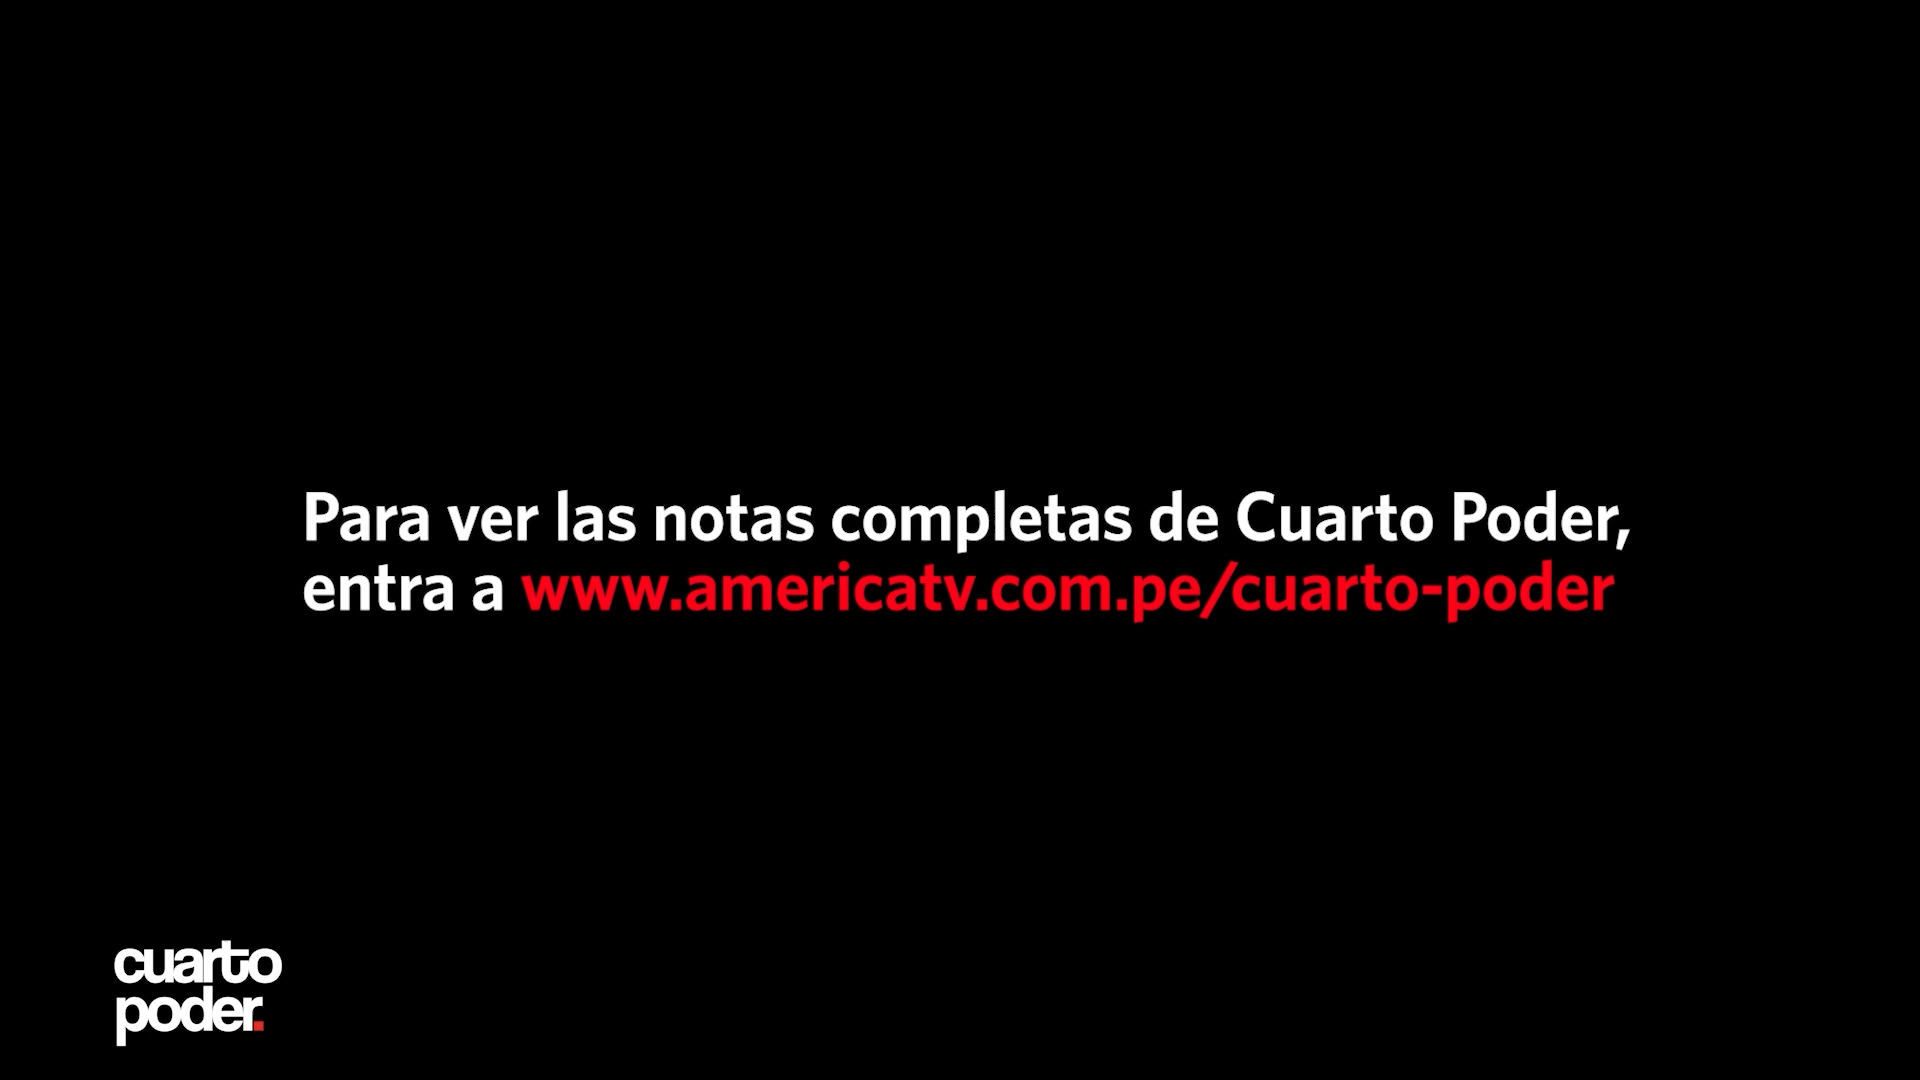 Para ver las notas completas de Cuarto Poder,
entra a www.americatv.com.pe/cuarto-poder
cuarto
poder.